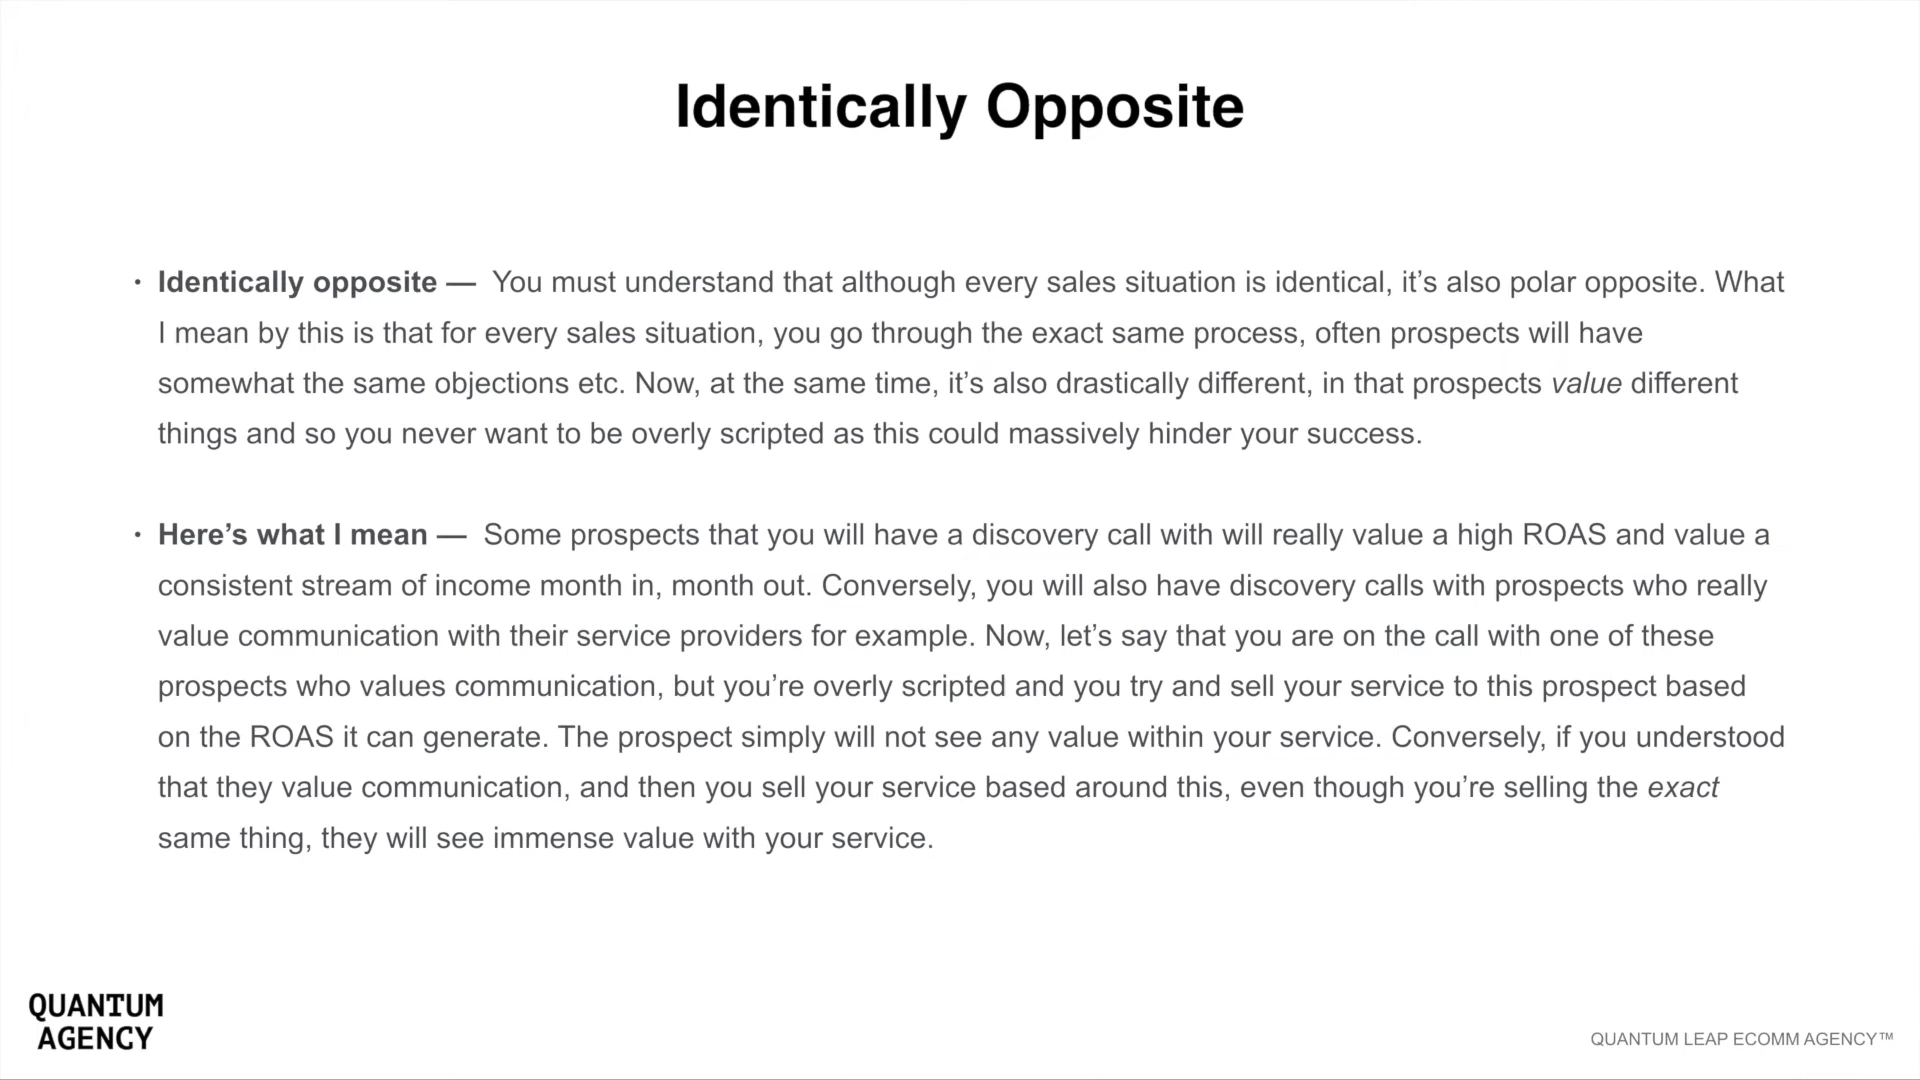 Identically Opposite
• Identically opposite — You must understand that although every sales situation is identical, it’s also polar opposite. What
I mean by this is that for every sales situation, you go through the exact same process, often prospects will have
somewhat the same objections etc. Now, at the same time, it’s also drastically different, in that prospects value different
things and so you never want to be overly scripted as this could massively hinder your success.
• Here’s what I mean — Some prospects that you will have a discovery call with will really value a high ROAS and value a
consistent stream of income month in, month out. Conversely, you will also have discovery calls with prospects who really
value communication with their service providers for example. Now, let’s say that you are on the call with one of these
prospects who values communication, but you’re overly scripted and you try and sell your service to this prospect based
on the ROAS it can generate. The prospect simply will not see any value within your service. Conversely, if you understood
that they value communication, and then you sell your service based around this, even though you’re selling the exact
same thing, they will see immense value with your service.
QUANTUM
AGENCY
QUANTUM LEAP ECOMM AGENCY™